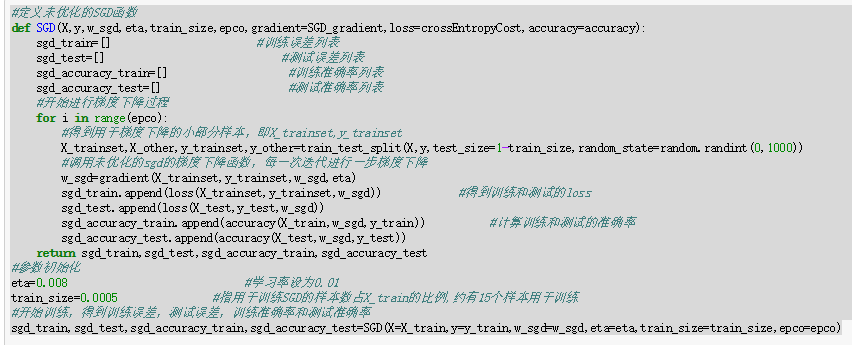 #定义未优化的SGD函数
def SGD(X,y,w_sgd,eta,train_size,epco,gradient=SGD_gradient,loss=crossEntropyCost,accuracy=accuracy):
sgd_train=[] #训练误差列表
sgd_test=[] #测试误差列表
sgd_accuracy_train=[] #训练准确率列表
sgd_accuracy_test=[] #测试准确率列表
#开始进行梯度下降过程
for i in range(epco):
#得到用于梯度下降的小部分样本，即X_trainset,y_trainset
X_trainset,X_other,y_trainset,y_other=train_test_split(X,y,test_size=1-train_size,random_state=random.randint(0,1000))
#调用未优化的sgd的梯度下降函数，每一次迭代进行一步梯度下降
w_sgd=gradient(X_trainset,y_trainset,w_sgd,eta)
sgd_train.append(loss(X_trainset,y_trainset,w_sgd)) #得到训练和测试的loss
sgd_test.append(loss(X_test,y_test,w_sgd))
sgd_accuracy_train.append(accuracy(X_train,w_sgd,y_train)) #计算训练和测试的准确率
sgd_accuracy_test.append(accuracy(X_test,w_sgd,y_test))
return sgd_train,sgd_test,sgd_accuracy_train,sgd_accuracy_test
#参数初始化
eta=0.008 #学习率设为0.01
train_size=0.0005 #指用于训练SGD的样本数占X_train的比例,约有15个样本用于训练
#开始训练，得到训练误差，测试误差，训练准确率和测试准确率
sgd_train,sgd_test,sgd_accuracy_train,sgd_accuracy_test=SGD(X=X_train,y=y_train,w_sgd=w_sgd,eta=eta,train_size=train_size,epco=epco)